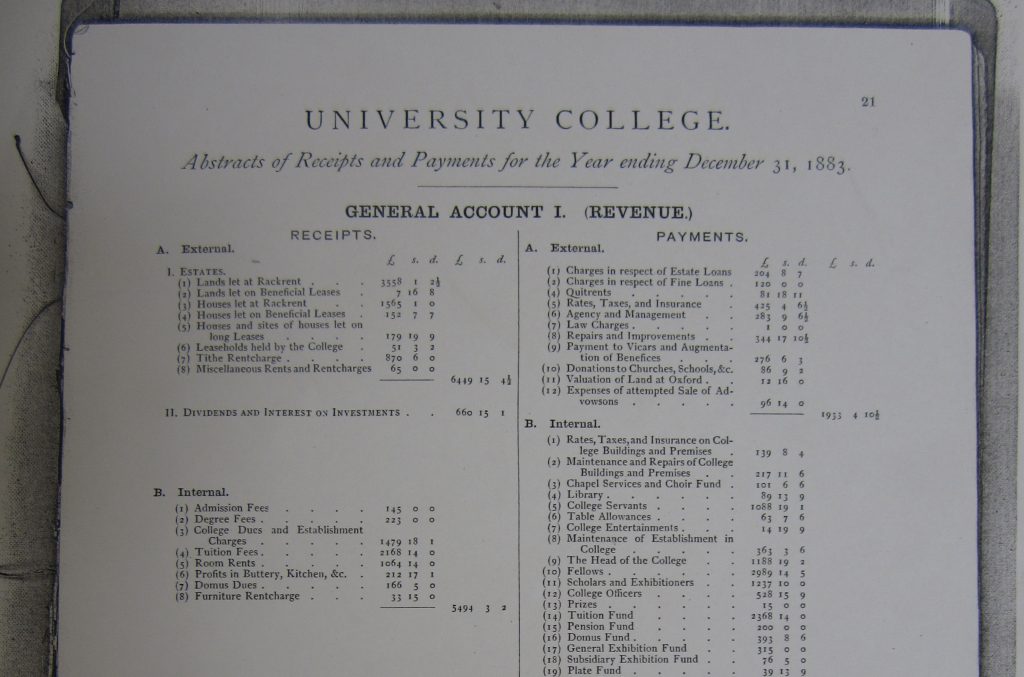 21
UNIVERSITY COLLEGE.
Abstracts of Receipts and Payments for the Year ending December 31, 1883.
GENERAL ACCOUNT I. (REVENUE.)
RECEIPTS.
A. External.
£ s. d. £ s. d.
I. ESTATES.
(1) Lands let at Rackrent . . . 3558 1 2½
(2) Lands let on Beneficial Leases . 7 16 8
(3) Houses let at Rackrent . . 1565 1 0
(4) Houses let on Beneficial Leases . 152 7 7
(5) Houses and sites of houses let on
long Leases . . . . 179 19 9
(6) Leaseholds held by the College . 51 3 2
(7) Tithe Rentcharge . . . . 870 6 0
(8) Miscellaneous Rents and Rentcharges 65 0 0
6449 15 4½
II. DIVIDENDS AND INTEREST ON INVESTMENTS . . 660 15 1
B. Internal.
(1) Admission Fees . . . . 145 0 0
(2) Degree Fees . . . . . 223 0 0
(3) College Dues and Establishment
Charges . . . . . 1479 18 1
(4) Tuition Fees . . . . . 2168 14 0
(5) Room Rents . . . . . 1064 14 0
(6) Profits in Buttery, Kitchen, &c. . 212 17 1
(7) Domus Dues . . . . . 166 5 0
(8) Furniture Rentcharge . . . 33 15 0
5494 3 2
PAYMENTS.
A. External.
£ s. d. £ s. d.
(1) Charges in respect of Estate Loans 204 8 7
(2) Charges in respect of Fine Loans . 120 0 0
(4) Quitrents . . . . . 81 18 11
(5) Rates, Taxes, and Insurance . 425 4 6½
(6) Agency and Management . . 283 9 6½
(7) Law Charges . . . . . 1 0 0
(8) Repairs and Improvements . . 344 17 10½
(9) Payment to Vicars and Augmenta-
tion of Benefices . . . 276 6 3
(10) Donations to Churches, Schools, &c. 86 9 2
(11) Valuation of Land at Oxford . . 12 16 0
(12) Expenses of attempted Sale of Ad-
vowsons . . . . . 96 14 0
1933 4 10½
B. Internal.
(1) Rates, Taxes, and Insurance on Col-
lege Buildings and Premises . 139 8 4
(2) Maintenance and Repairs of College
Buildings and Premises . . 217 11 6
(3) Chapel Services and Choir Fund . 101 6 6
(4) Library . . . . . . 89 13 9
(5) College Servants . . . . 1088 19 1
(6) Table Allowances . . . . 63 7 6
(7) College Entertainments . . . 14 19 9
(8) Maintenance of Establishment in
College . . . . . 363 3 6
(9) The Head of the College . . 1188 19 2
(10) Fellows . . . . . . 2989 14 5
(11) Scholars and Exhibitioners . . 1237 10 0
(12) College Officers . . . . 528 15 9
(13) Prizes . . . . . . 15 0 0
(14) Tuition Fund . . . . 2368 14 0
(15) Pension Fund . . . . 200 0 0
(16) Domus Fund . . . . . 393 8 6
(17) General Exhibition Fund . . 315 0 0
(18) Subsidiary Exhibition Fund . . 76 5 0
(19) Plate Fund . . . . 39 13 9